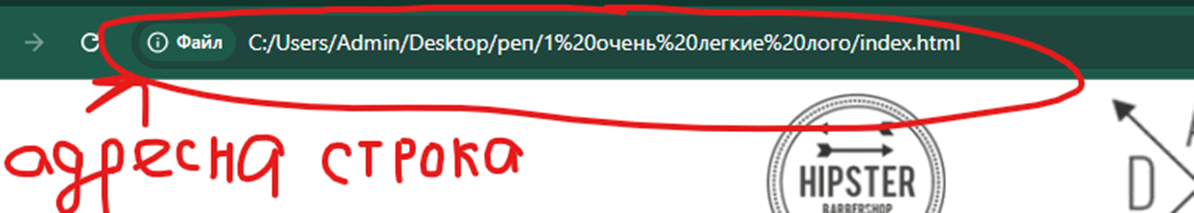 Файл C:/Users/Admin/Desktop/реп/1%20очень%20легкие%20лого/index.html
адресна строка
HIPSTER
BARBERSHOP
D